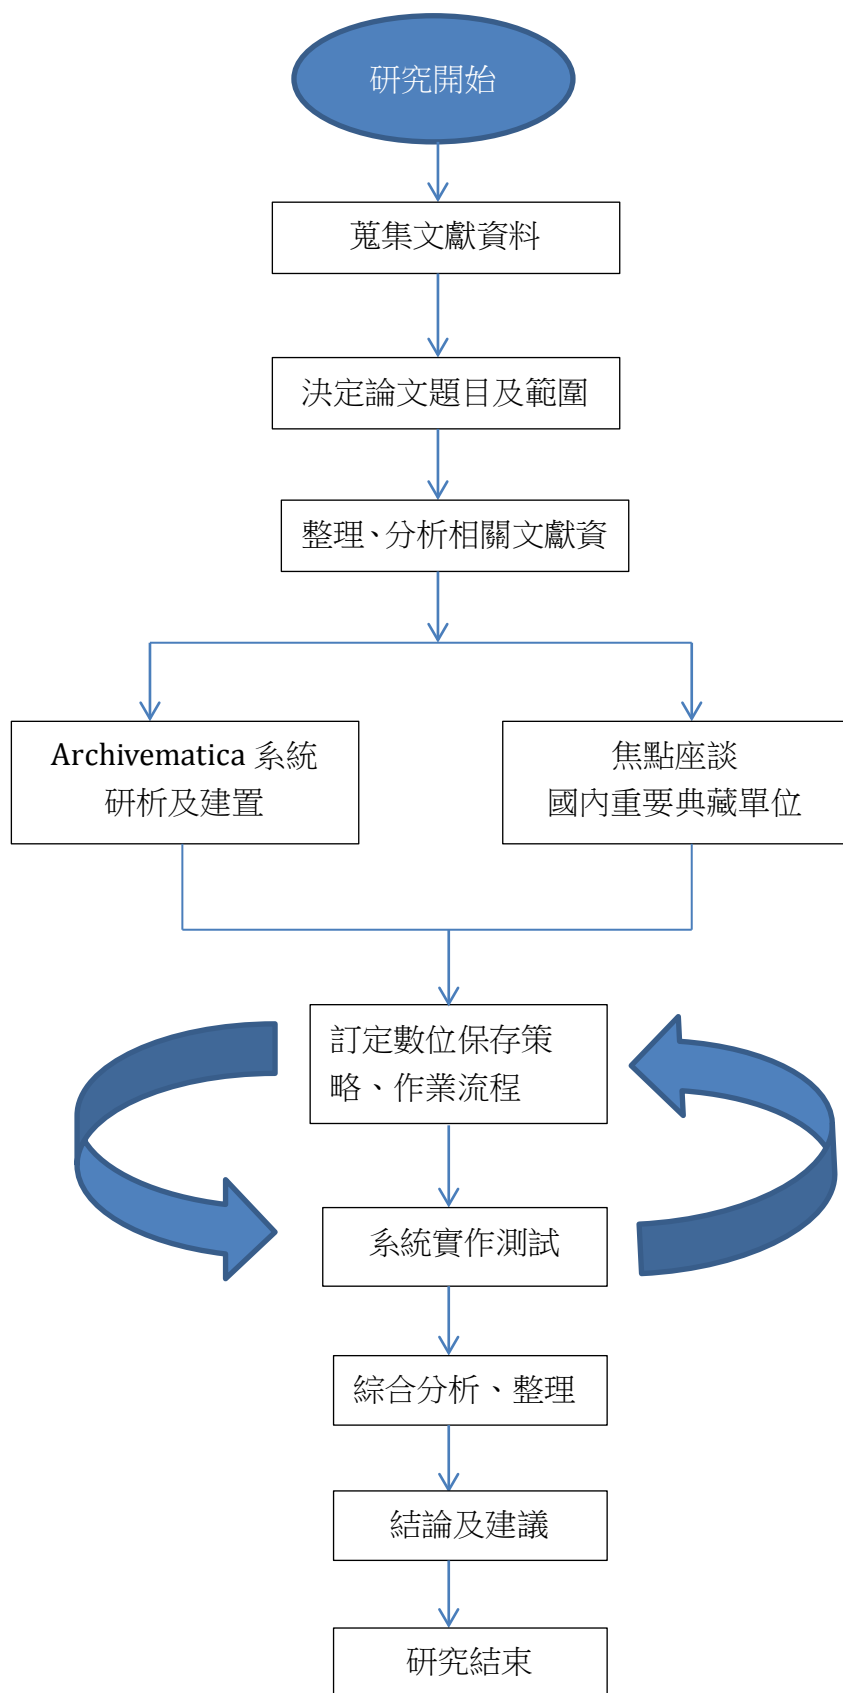 研究開始
蒐集文獻資料
決定論文題目及範圍
整理、分析相關文獻資
Archivematica 系統
研析及建置
焦點座談
國內重要典藏單位
訂定數位保存策
略、作業流程
系統實作測試
綜合分析、整理
結論及建議
研究結束